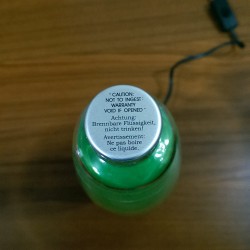 " CAUTION:
NOT TO INGEST
WARRANTY
VOID IF OPENED "
Achtung:
Brennbare Flüssigkeit,
nicht trinken!
Avertissement:
Ne pas boire
ce liquide.